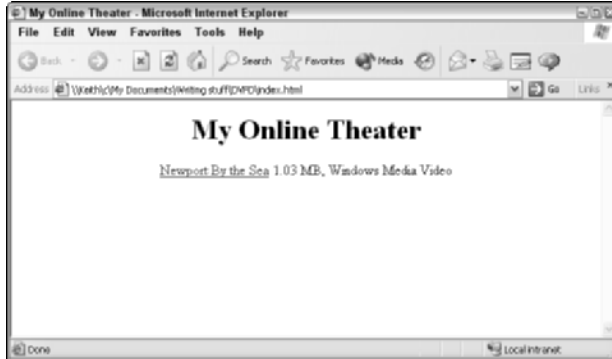 My Online Theater - Microsoft Internet Explorer
File Edit View Favorites Tools Help
Back Search Favorites Media
Address \\Keith\c\My Documents\Writing stuff\DVFD\index.html Go Links
My Online Theater
Newport By the Sea 1.03 MB, Windows Media Video
Done Local intranet